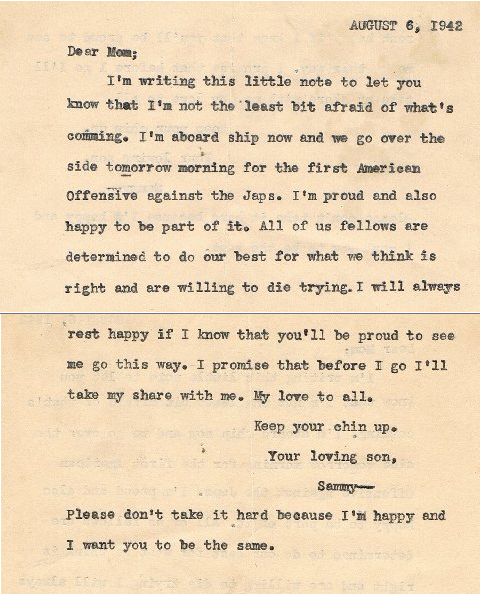 AUGUST 6, 1942
Dear Mom;
I'm writing this little note to let you
know that I'm not the least bit afraid of what's
comming. I'm aboard ship now and we go over the
side tomorrow morning for the first American
Offensive against the Japs. I'm proud and also
happy to be part of it. All of us fellows are
determined to do our best for what we think is
right and are willing to die trying. I will always
rest happy if I know that you'll be proud to see
me go this way. I promise that before I go I'll
take my share with me. My love to all.
Keep your chin up.
Your loving son,
Sammy—
Please don't take it hard because I'm happy and
I want you to be the same.